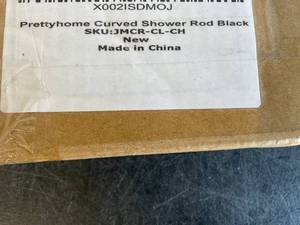 X002ISDMOJ
Prettyhome Curved Shower Rod Black
SKU:JMCR-CL-CH
New
Made in China